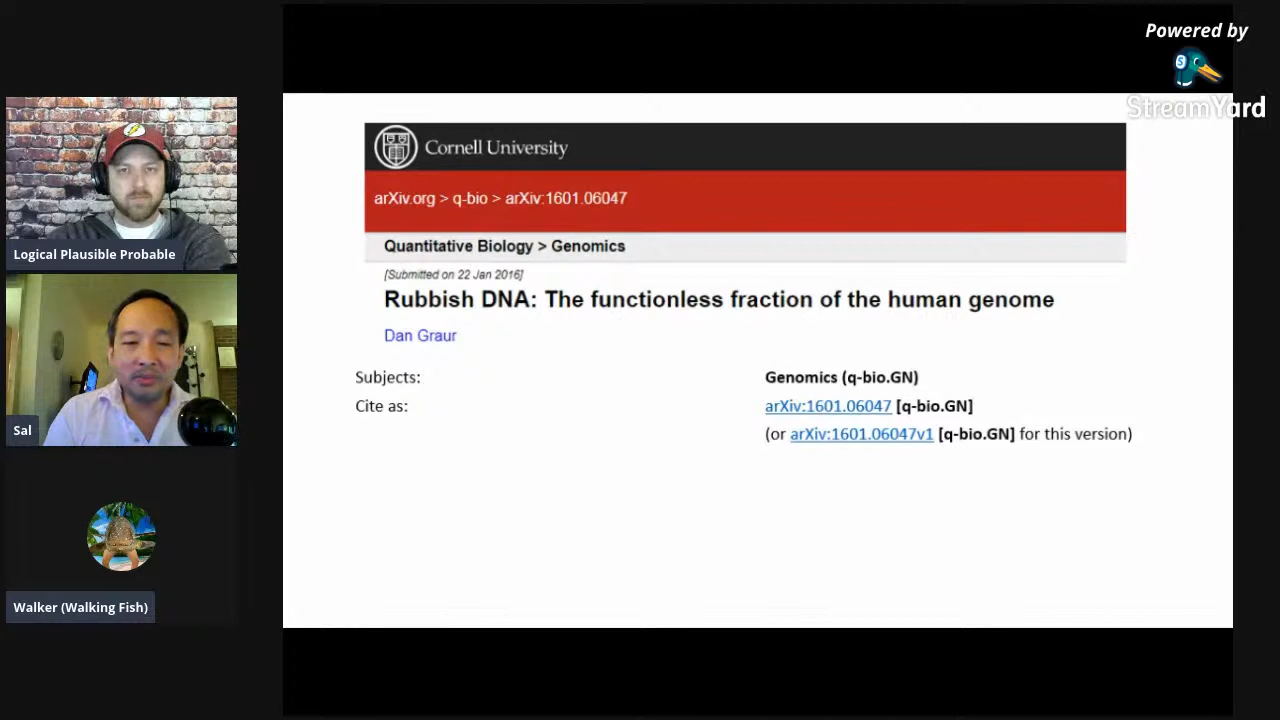 Powered by
StreamYard
Cornell University
arXiv.org > q-bio > arXiv:1601.06047
Quantitative Biology > Genomics
[Submitted on 22 Jan 2016]
Rubbish DNA: The functionless fraction of the human genome
Dan Graur
Subjects: Genomics (q-bio.GN)
Cite as: arXiv:1601.06047 [q-bio.GN]
(or arXiv:1601.06047v1 [q-bio.GN] for this version)
Logical Plausible Probable
Sal
Walker (Walking Fish)